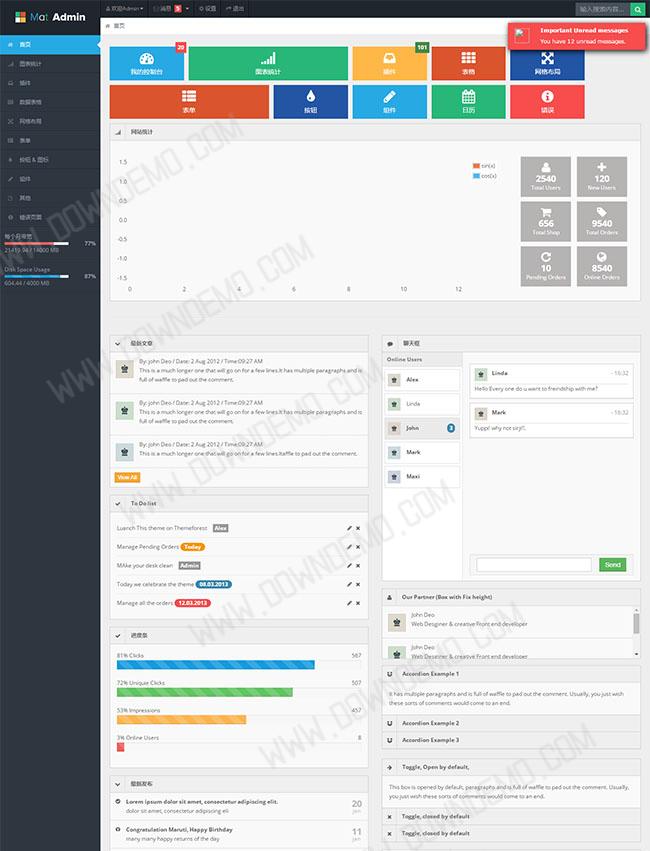 Mat Admin
欢迎Admin
消息 5
设置
退出
输入搜索内容...
首页
Important Unread messages
You have 12 unread messages.
首页
图表统计
插件
数据表格
网格布局
表单
按钮 & 图标
组件
其他
错误页面
每个月带宽
77%
21419.94 / 14000 MB
Disk Space Usage
87%
604.44 / 4000 MB
20
101
我的控制台
图表统计
插件
表格
网格布局
表单
按钮
组件
日历
错误
网站统计
1.5
1.0
0.5
0.0
-0.5
-1.0
-1.5
0 2 4 6 8 10 12
sin(x)
cos(x)
2540
Total Users
120
New Users
656
Total Shop
9540
Total Orders
10
Pending Orders
8540
Online Orders
最新文章
By: john Deo / Date: 2 Aug 2012 / Time:09:27 AM
This is a much longer one that will go on for a few lines.It has multiple paragraphs and is
full of waffle to pad out the comment.
By: john Deo / Date: 2 Aug 2012 / Time:09:27 AM
This is a much longer one that will go on for a few lines.It has multiple paragraphs and is
full of waffle to pad out the comment.
By: john Deo / Date: 2 Aug 2012 / Time:09:27 AM
This is a much longer one that will go on for a few lines.Itaffle to pad out the comment.
View All
聊天框
Online Users
Alex
Linda
John 3
Mark
Maxi
Linda - 10:32
Hello Every one do u want to freindship with me?
Mark - 10:32
Yuppi why not sirji!!.
Send
To Do list
Luanch This theme on Themeforest Alex
Manage Pending Orders Today
MAke your desk clean Admin
Today,we celebrate the theme 08.03.2013
Manage all the orders 12.03.2013
Our Partner (Box with Fix height)
John Deo
Web Desginer & creative Front end developer
John Deo
Web Designer & creative Front end developer
Accordion Example 1
It has multiple paragraphs and is full of waffle to pad out the comment. Usually, you just wish
these sorts of comments would come to an end.
Accordion Example 2
Accordion Example 3
进度条
81% Clicks 567
72% Uniquie Clicks 507
53% Impressions 457
3% Online Users 8
最新发布
Lorem ipsum dolor sit amet, consectetur adipiscing elit.
dolor sit amet, consectetur adipiscing eli
20
jan
Congratulation Maruti, Happy Birthday
many many happy returns of the day
11
jan
Toggle, Open by default,
This box is opened by default, paragraphs and is full of waffle to pad out the comment. Usually,
you just wish these sorts of comments would come to an end.
Toggle, closed by default
Toggle, closed by default
WWW.DOWNDEMO.COM
WWW.DOWNDEMO.COM
WWW.DOWNDEMO.COM
WWW.DOWNDEMO.COM
WWW.DOWNDEMO.COM